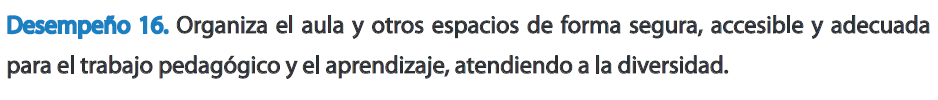 Desempeño 16. Organiza el aula y otros espacios de forma segura, accesible y adecuada
para el trabajo pedagógico y el aprendizaje, atendiendo a la diversidad.